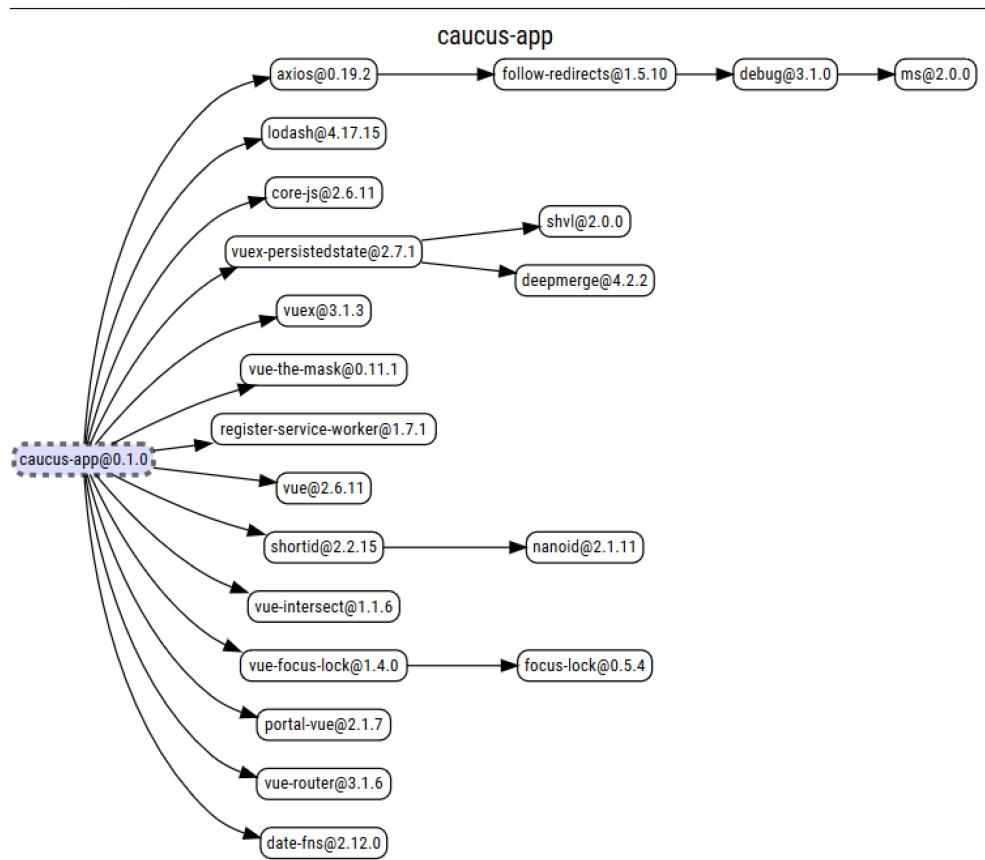 caucus-app
axios@0.19.2
follow-redirects@1.5.10
debug@3.1.0
ms@2.0.0
lodash@4.17.15
core-js@2.6.11
shvl@2.0.0
vuex-persistedstate@2.7.1
deepmerge@4.2.2
vuex@3.1.3
vue-the-mask@0.11.1
register-service-worker@1.7.1
caucus-app@0.1.0
vue@2.6.11
shortid@2.2.15
nanoid@2.1.11
vue-intersect@1.1.6
vue-focus-lock@1.4.0
focus-lock@0.5.4
portal-vue@2.1.7
vue-router@3.1.6
date-fns@2.12.0